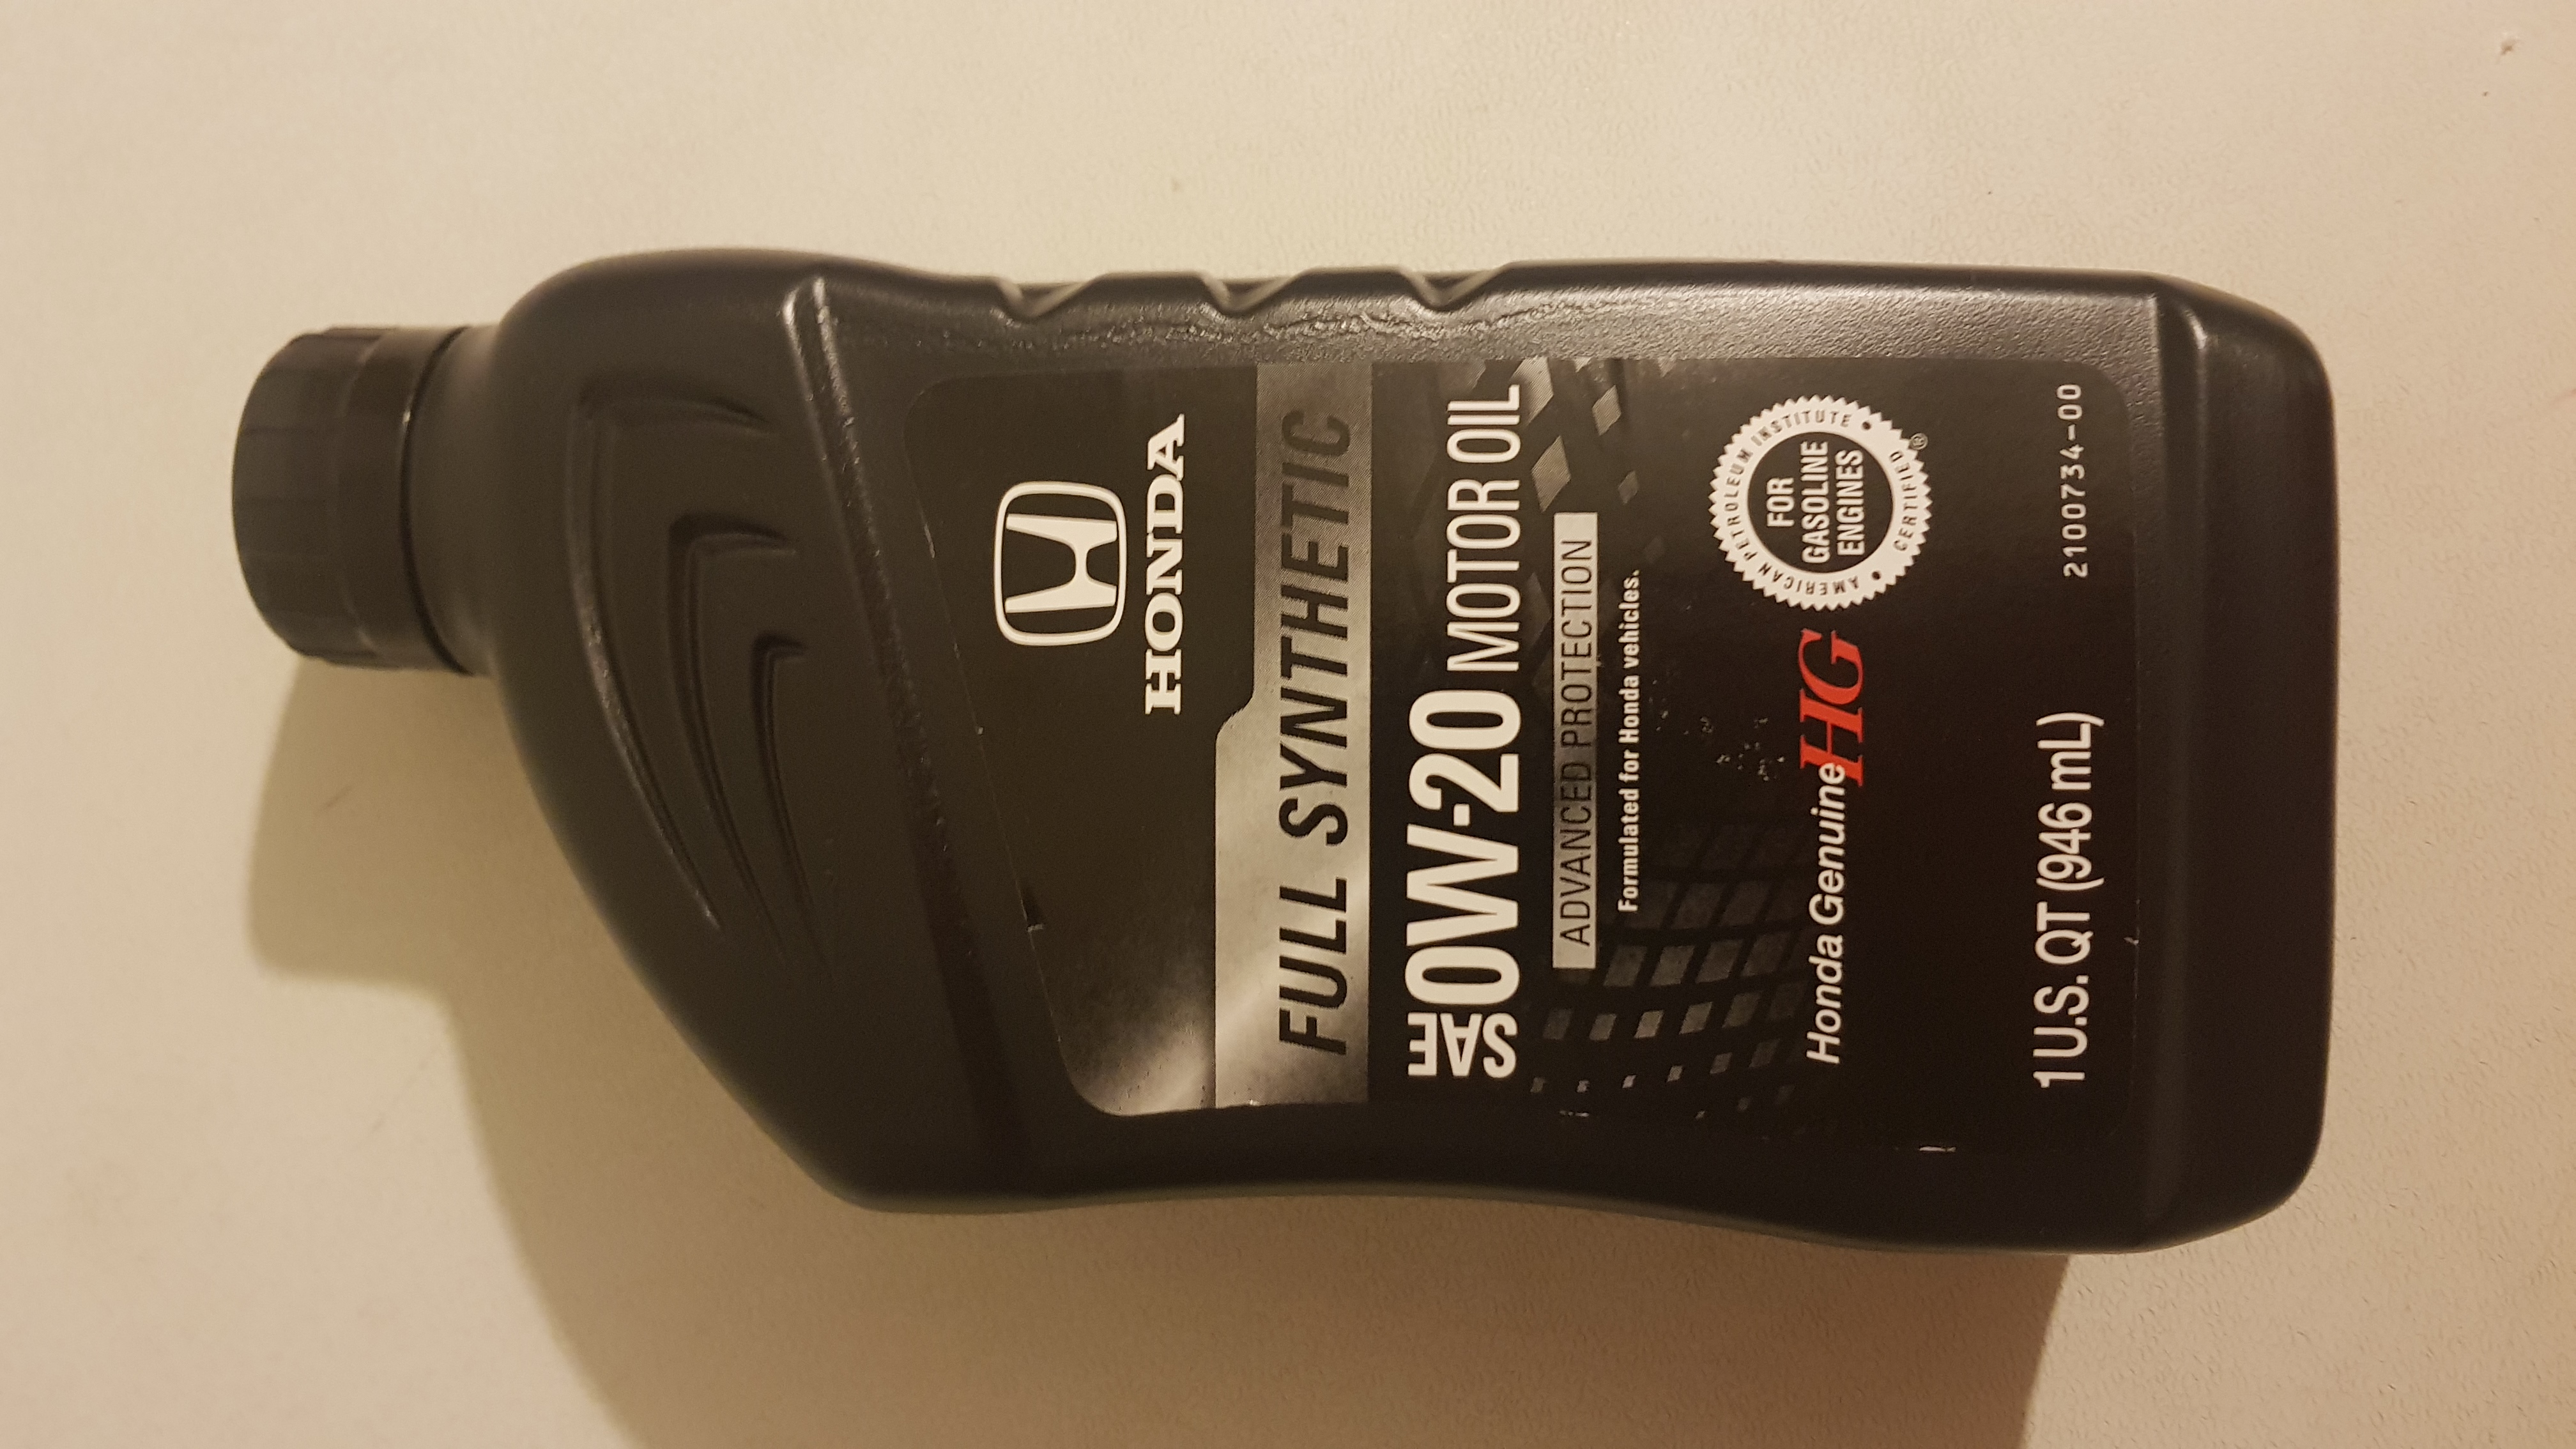 HONDA
FULL SYNTHETIC
SAE 0W-20 MOTOR OIL
ADVANCED PROTECTION
Formulated for Honda vehicles.
Honda Genuine HG
AMERICAN PETROLEUM INSTITUTE
FOR
GASOLINE
ENGINES
CERTIFIED ®
1 U.S. QT (946 mL)
2100734-00